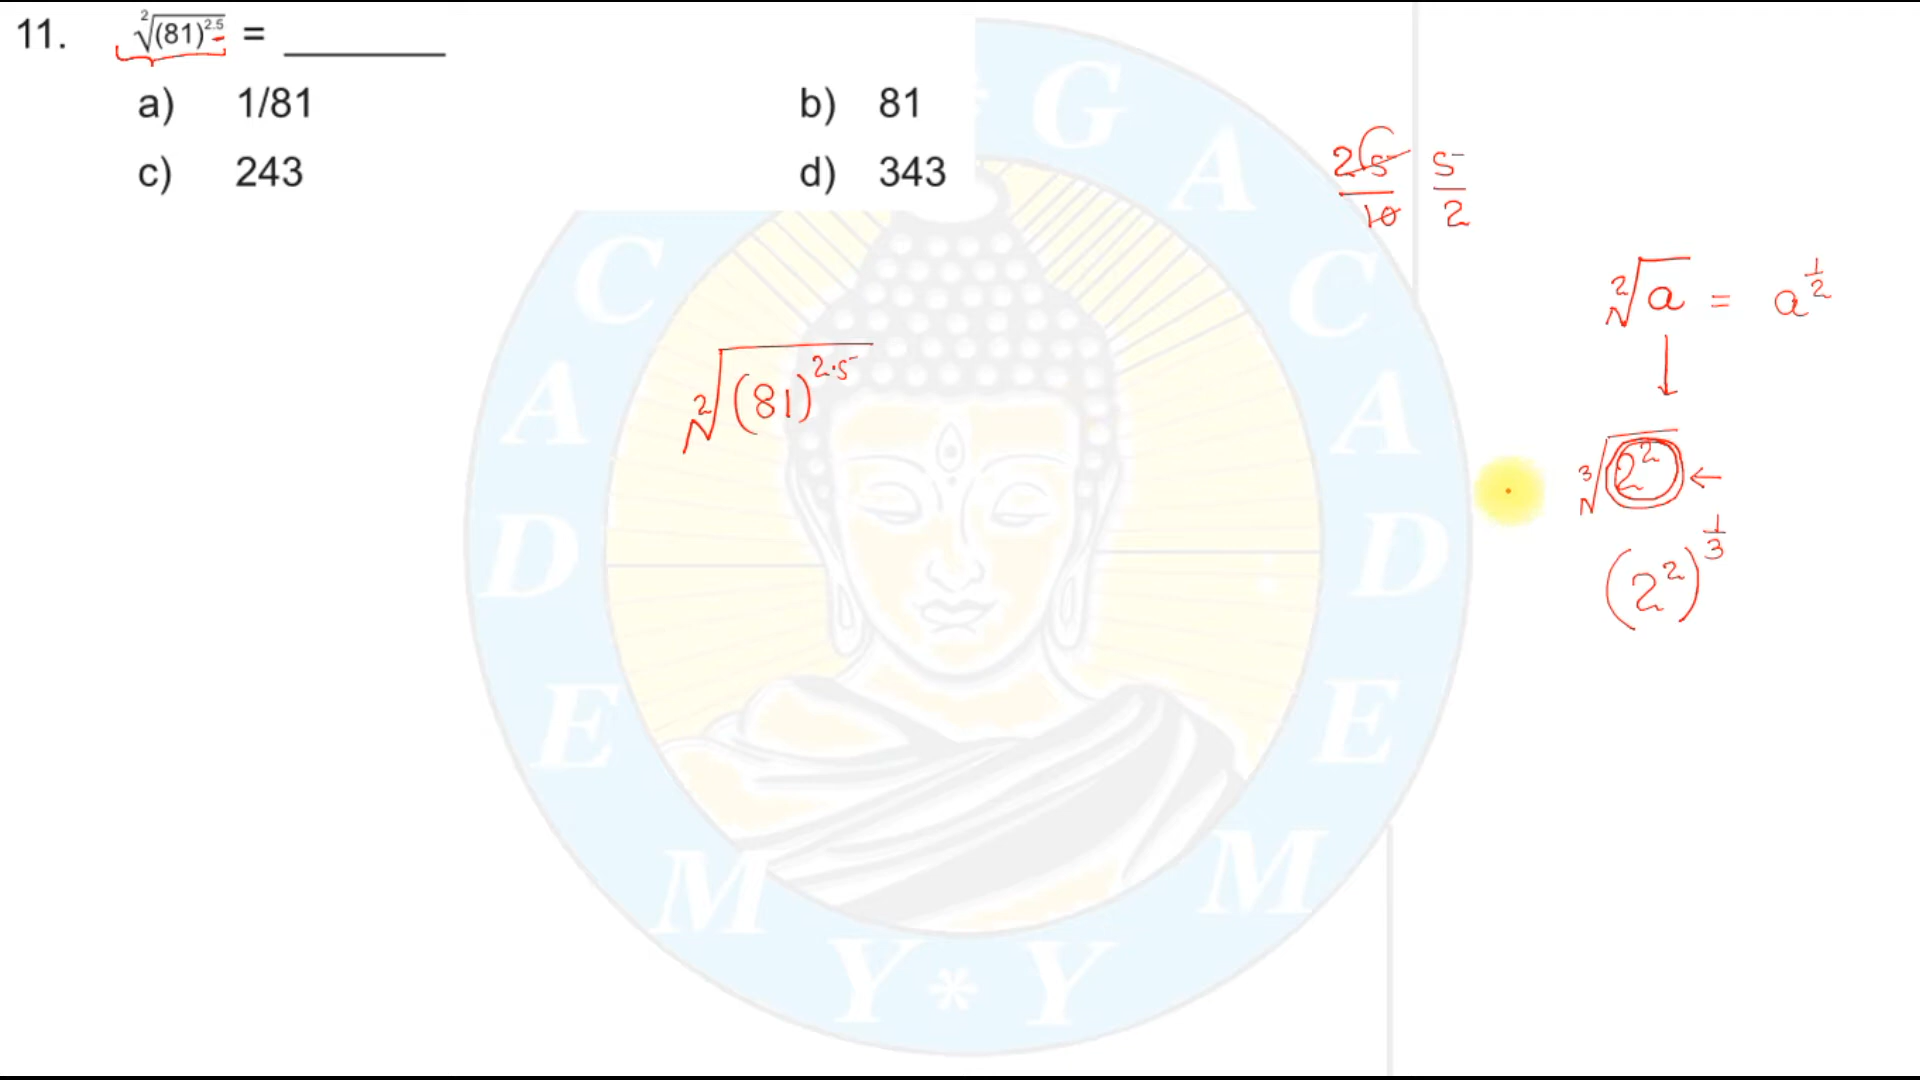 11. ²√(81)^2.5 = ________
a) 1/81 b) 81
c) 243 d) 343
25/10 5/2
²√a = a^1/2
²√(81)^2.5
³√2² ←
(2²)^1/3
* G A C A D E M Y * Y M E D A C